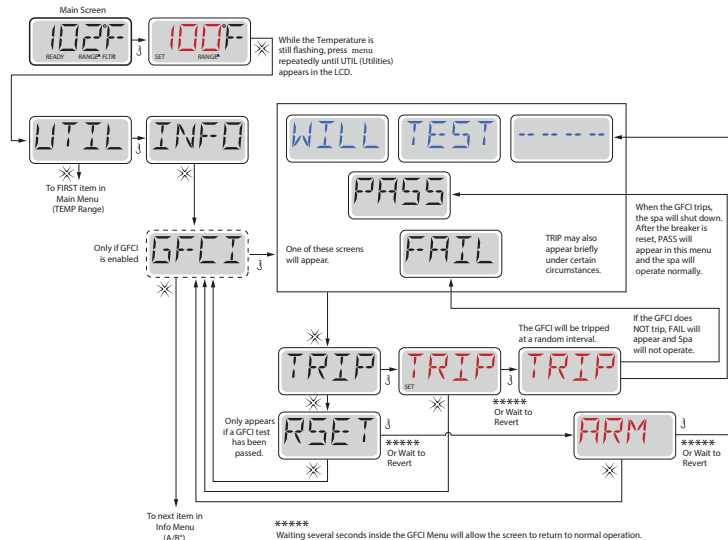 Main Screen
102°F
READY RANGE FLTR1
100°F
SET RANGE
While the Temperature is
still flashing, press menu
repeatedly until UTIL (Utilities)
appears in the LCD.
UTIL
INFO
To FIRST item in
Main Menu
(TEMP Range)
WILL
TEST
-----
PASS
Only if GFCI
is enabled
GFCI
One of these screens
will appear.
FAIL
TRIP may also
appear briefly
under certain
circumstances.
When the GFCI trips,
the spa will shut down.
After the breaker is
reset, PASS will
appear in this menu
and the spa will
operate normally.
If the GFCI does
NOT trip, FAIL will
appear and Spa
will not operate.
The GFCI will be tripped
at a random interval.
TRIP
TRIP
SET
TRIP
*****
Or Wait to
Revert
Only appears
if a GFCI test
has been
passed.
RSET
*****
Or Wait to
Revert
ARM
*****
Or Wait to
Revert
To next item in
Info Menu
(A/B°)
*****
Waiting several seconds inside the GFCI Menu will allow the screen to return to normal operation.